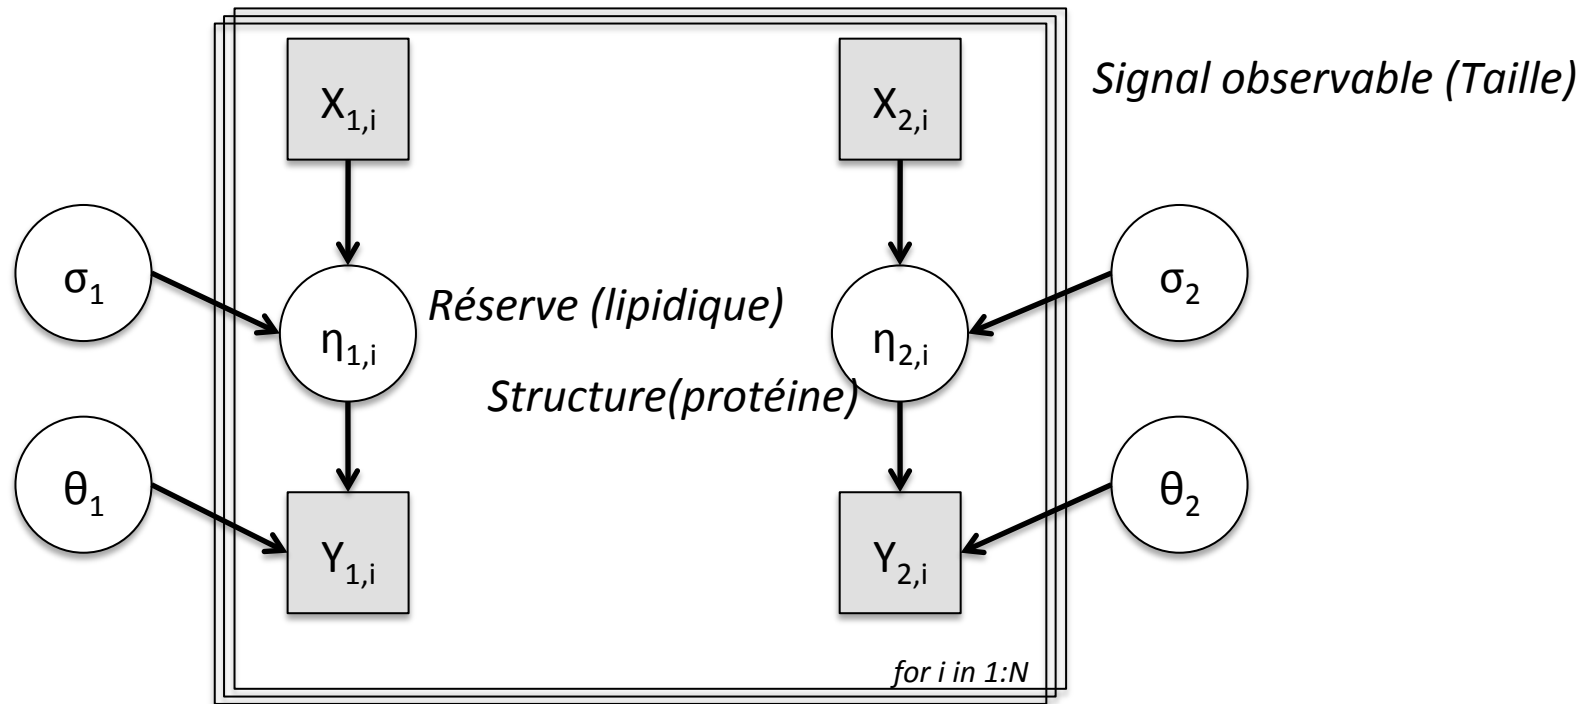 X1,i
X2,i
Signal observable (Taille)
σ1
σ2
Réserve (lipidique)
η1,i
η2,i
Structure(protéine)
θ1
θ2
Y1,i
Y2,i
for i in 1:N